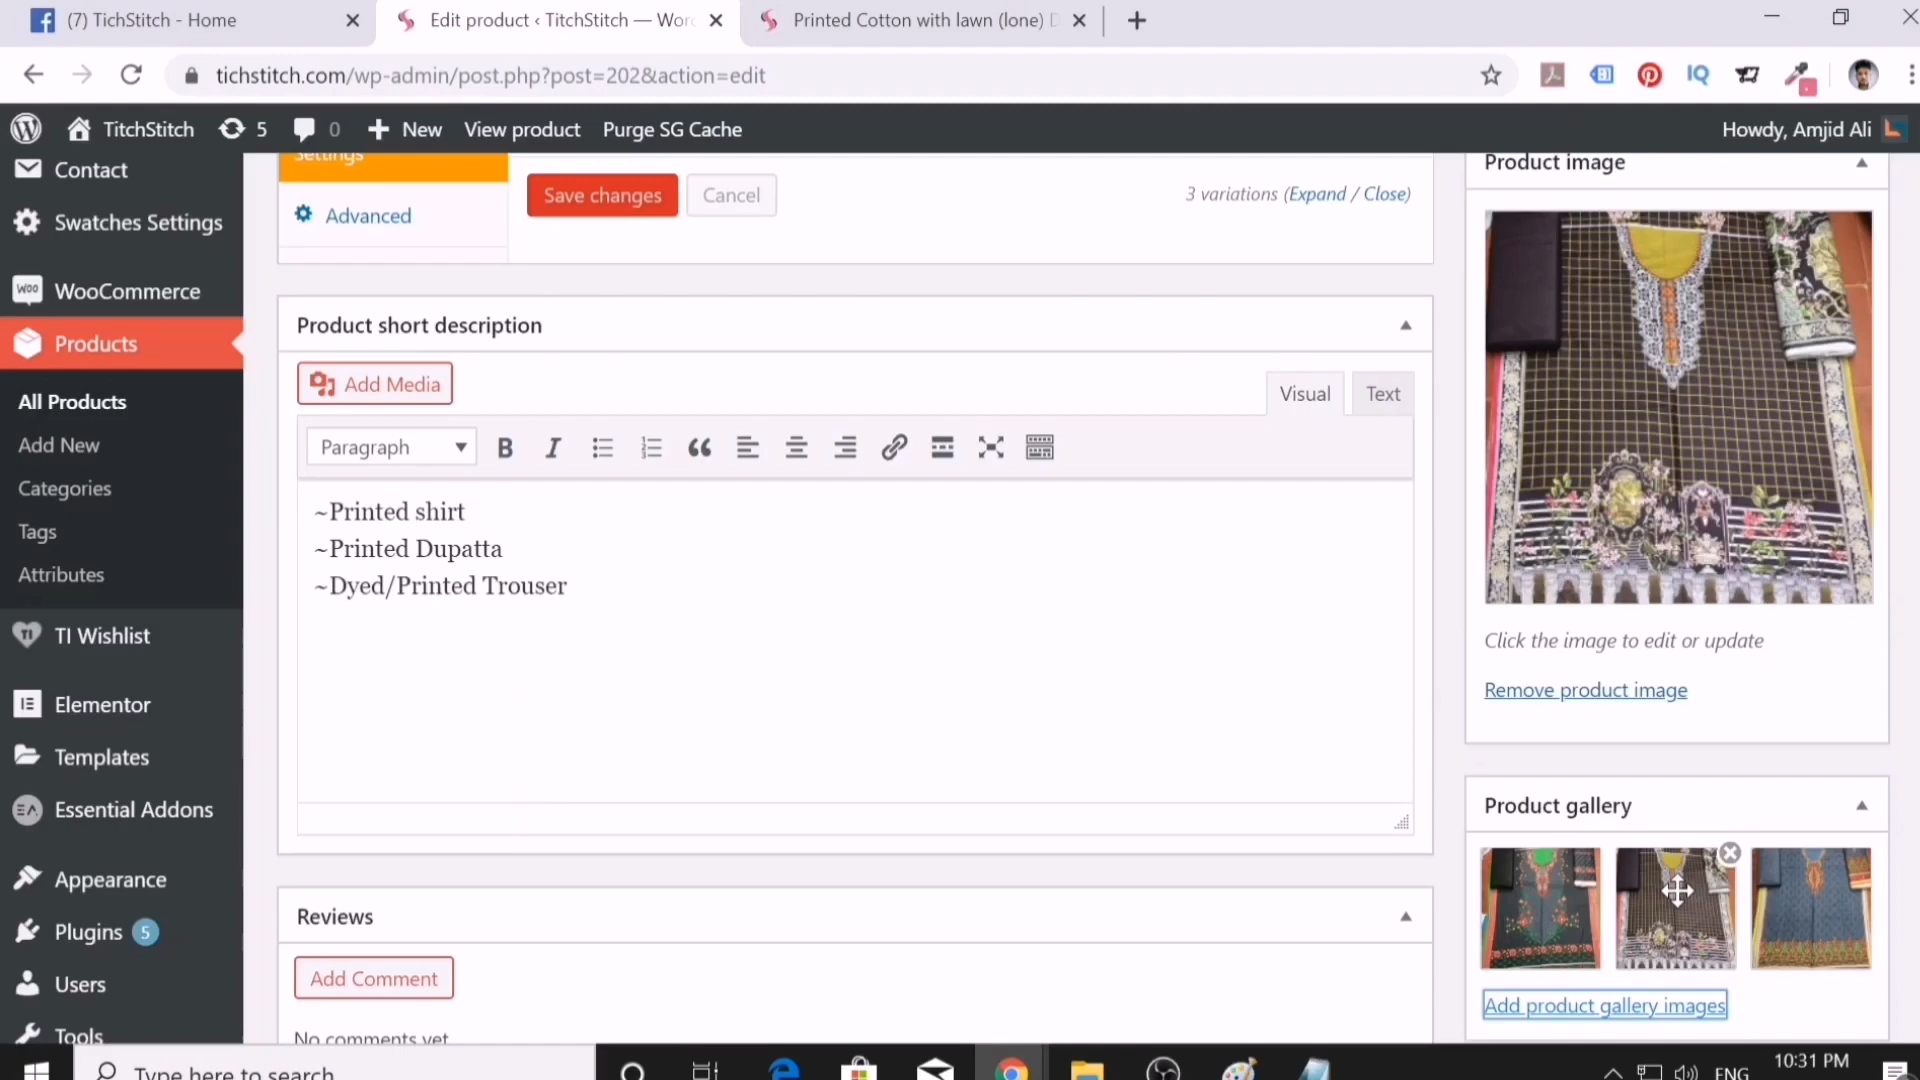 (7) TichStitch - Home
Edit product ‹ TitchStitch — Wor
Printed Cotton with lawn (lone) D
tichstitch.com/wp-admin/post.php?post=202&action=edit
TitchStitch
5
0
New
View product
Purge SG Cache
Howdy, Amjid Ali
Contact
Swatches Settings
WooCommerce
Products
All Products
Add New
Categories
Tags
Attributes
TI Wishlist
Elementor
Templates
Essential Addons
Appearance
Plugins 5
Users
Tools
Settings
Advanced
Save changes
Cancel
3 variations (Expand / Close)
Product short description
Add Media
Visual
Text
Paragraph
~Printed shirt
~Printed Dupatta
~Dyed/Printed Trouser
Reviews
Add Comment
No comments yet
Product image
Click the image to edit or update
Remove product image
Product gallery
Add product gallery images
Type here to search
ENG
10:31 PM